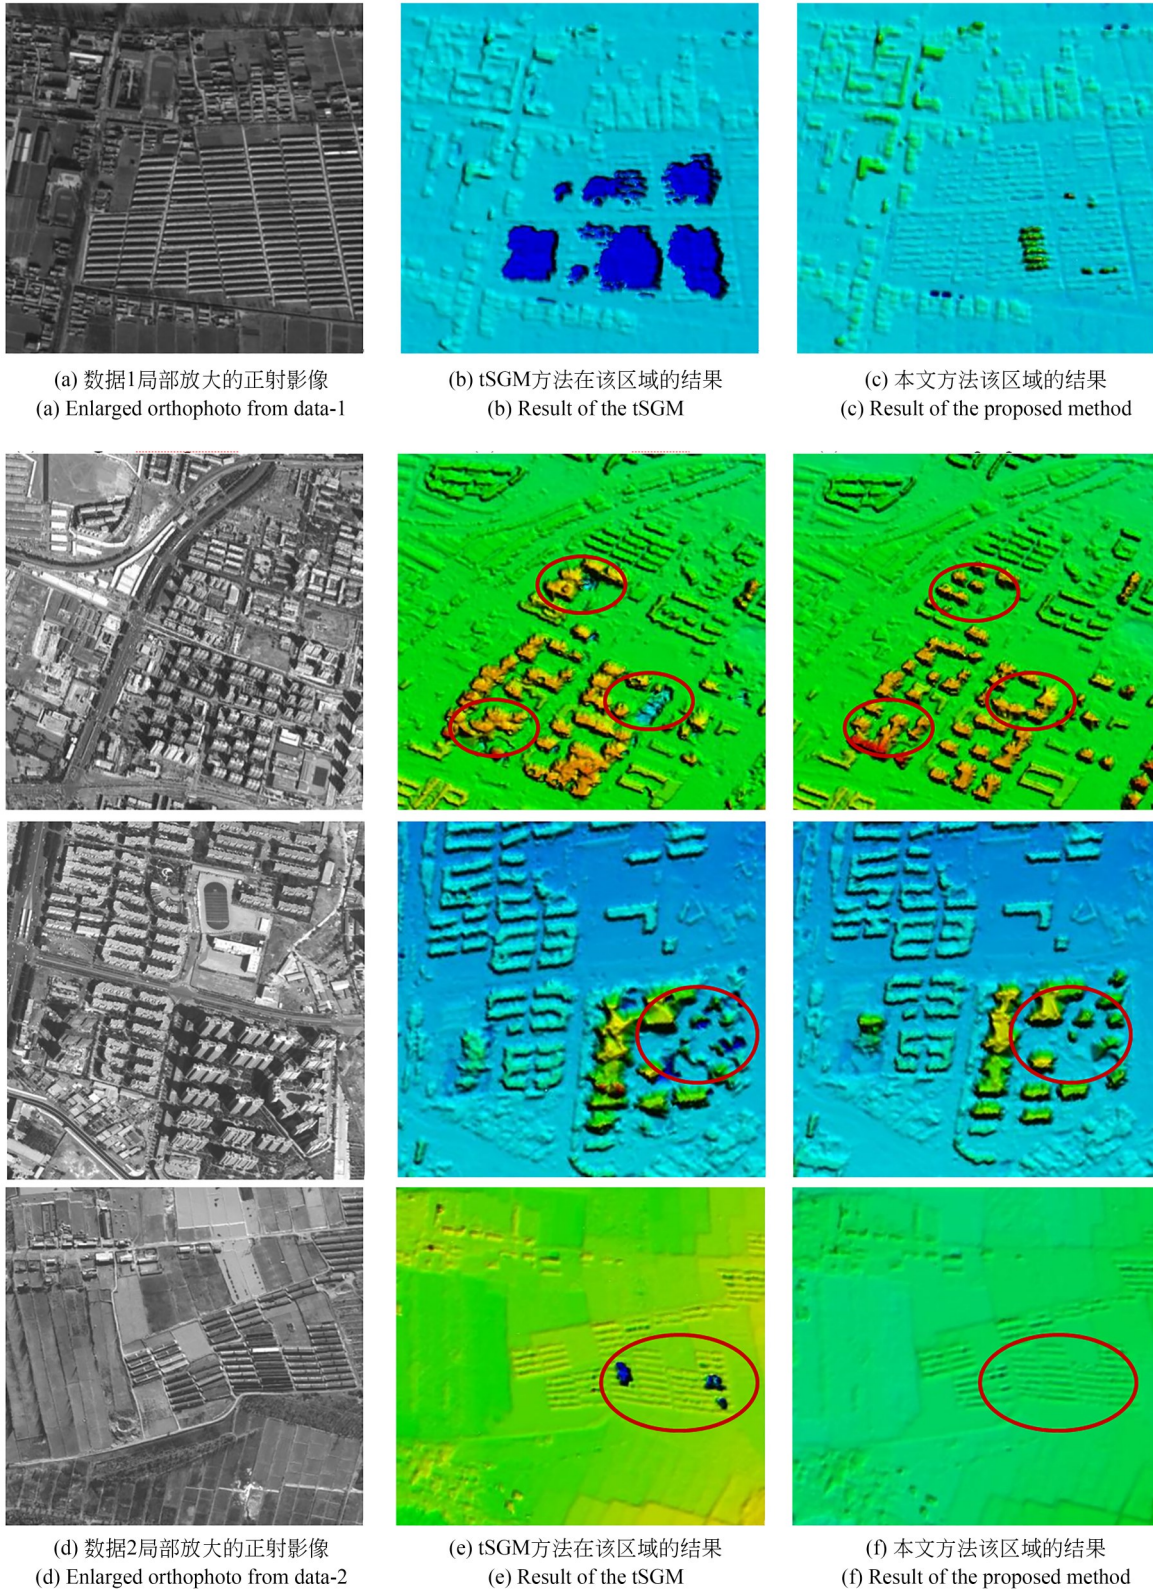 (a) 数据1局部放大的正射影像
(a) Enlarged orthophoto from data-1
(b) tSGM方法在该区域的结果
(b) Result of the tSGM
(c) 本文方法该区域的结果
(c) Result of the proposed method
(d) 数据2局部放大的正射影像
(d) Enlarged orthophoto from data-2
(e) tSGM方法在该区域的结果
(e) Result of the tSGM
(f) 本文方法该区域的结果
(f) Result of the proposed method